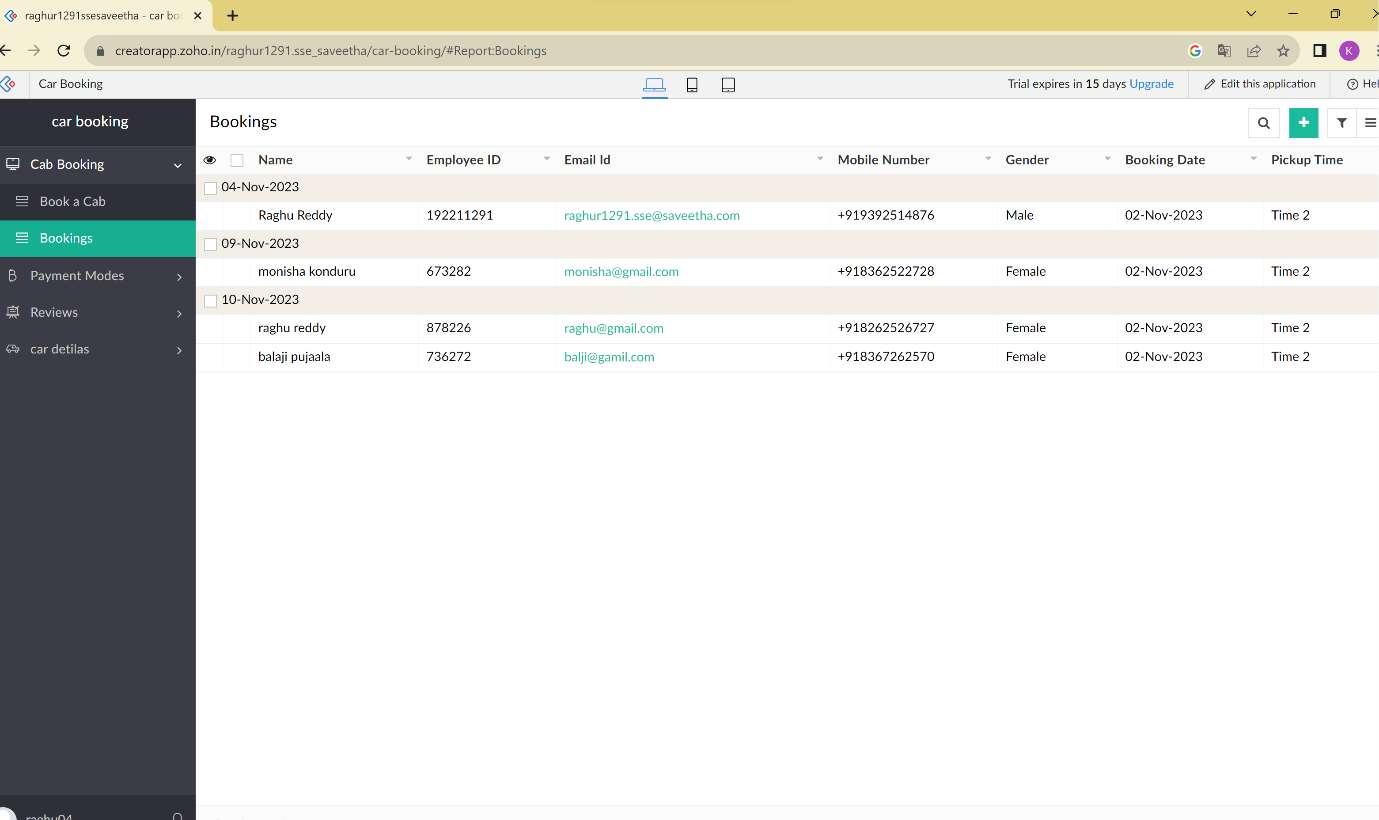 raghur1291ssesaveetha - car boo
creatorapp.zoho.in/raghur1291.sse_saveetha/car-booking/#Report:Bookings
K
Car Booking
Trial expires in 15 days Upgrade
Edit this application
Hel
car booking
Bookings
Cab Booking
Book a Cab
Bookings
Payment Modes
Reviews
car detilas
Name Employee ID Email Id Mobile Number Gender Booking Date Pickup Time
04-Nov-2023
Raghu Reddy 192211291 raghur1291.sse@saveetha.com +919392514876 Male 02-Nov-2023 Time 2
09-Nov-2023
monisha konduru 673282 monisha@gmail.com +918362522728 Female 02-Nov-2023 Time 2
10-Nov-2023
raghu reddy 878226 raghu@gmail.com +918262526727 Female 02-Nov-2023 Time 2
balaji pujaala 736272 balji@gamil.com +918367262570 Female 02-Nov-2023 Time 2
raghu04